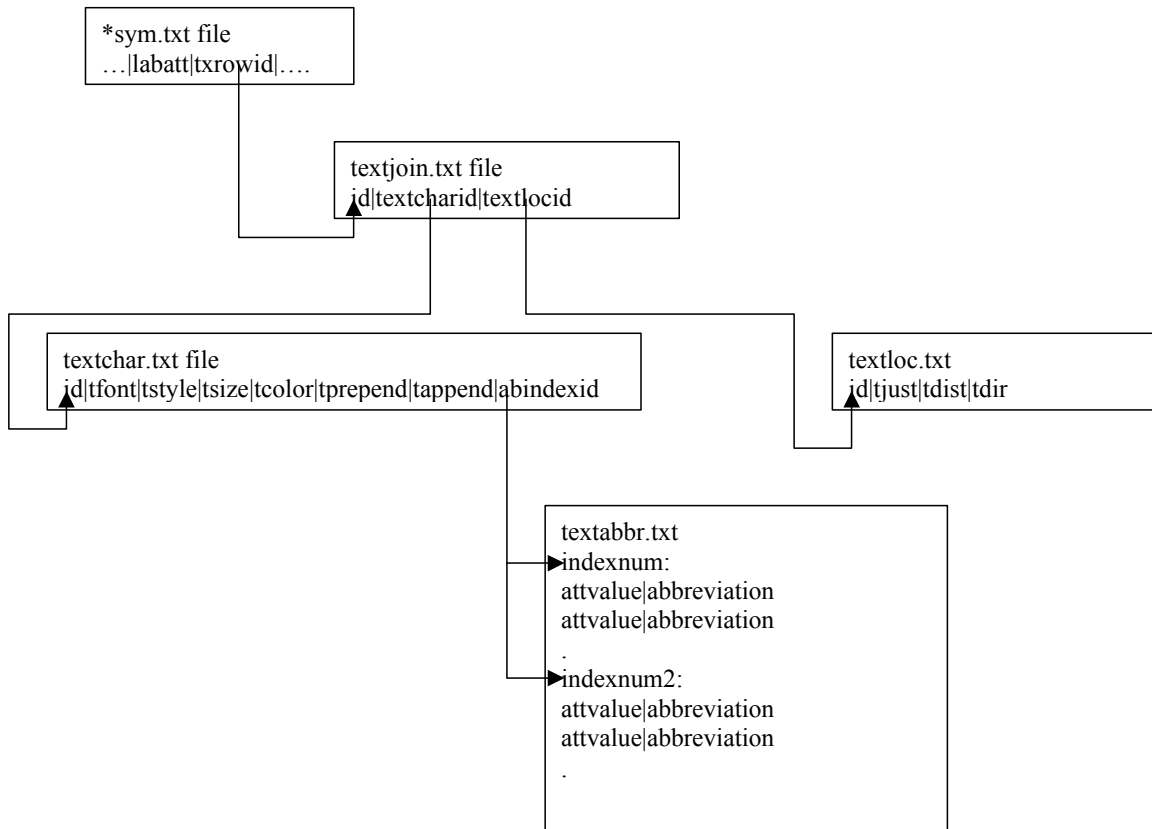 *sym.txt file
…|labatt|txrowid|….
textjoin.txt file
id|textcharid|textlocid
textchar.txt file
id|tfont|tstyle|tsize|tcolor|tprepend|tappend|abindexid
textloc.txt
id|tjust|tdist|tdir
textabbr.txt
indexnum:
attvalue|abbreviation
attvalue|abbreviation
.
indexnum2:
attvalue|abbreviation
attvalue|abbreviation
.